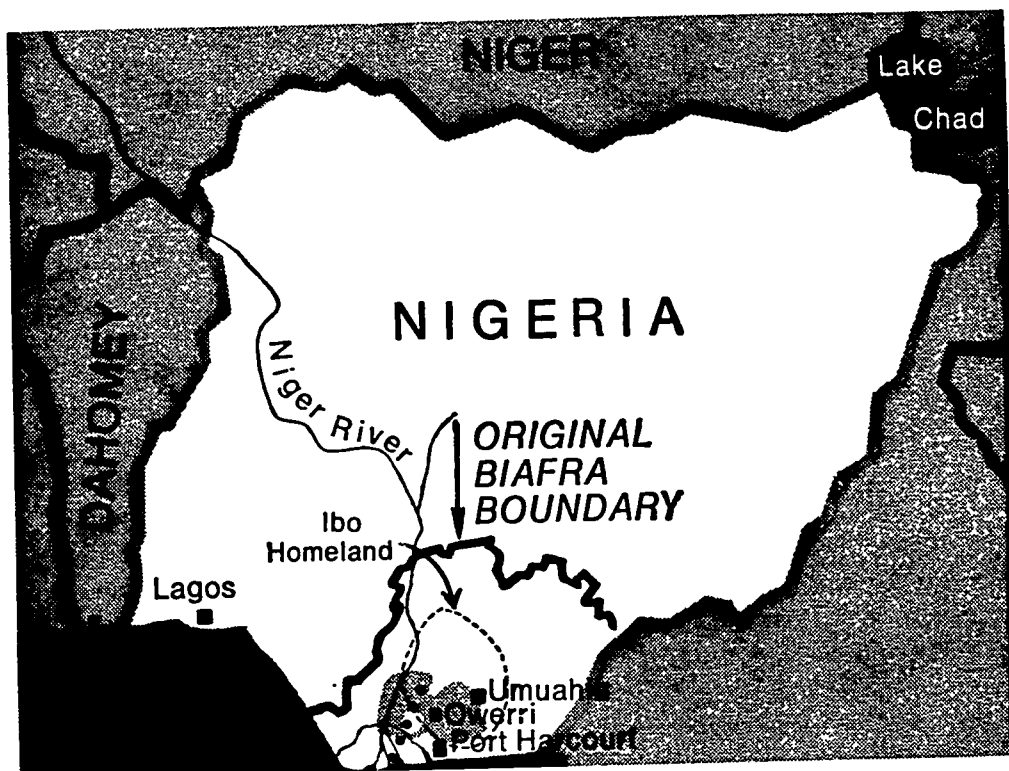 NIGER
Lake
Chad
NIGERIA
DAHOMEY
Niger River
ORIGINAL
BIAFRA
BOUNDARY
Ibo
Homeland
Lagos
Umuahia
Owerri
Port Harcourt